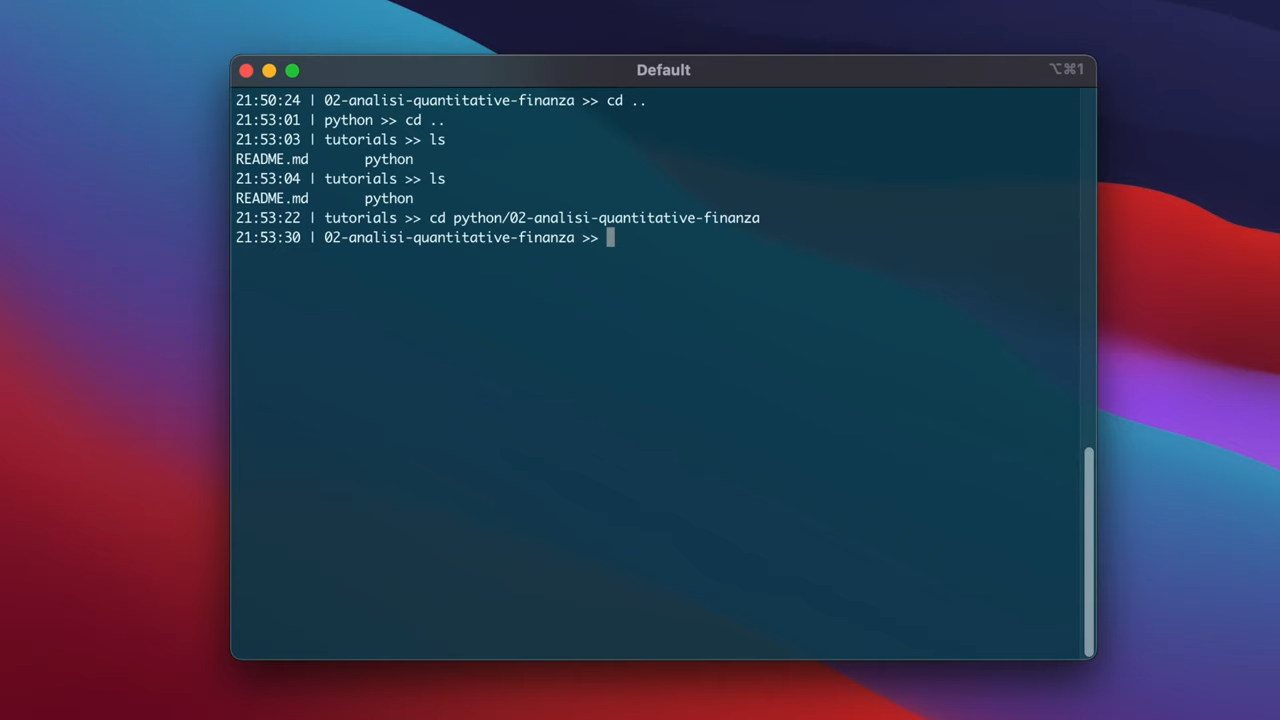 Default
⌥⌘1
21:50:24 | 02-analisi-quantitative-finanza >> cd ..
21:53:01 | python >> cd ..
21:53:03 | tutorials >> ls
README.md python
21:53:04 | tutorials >> ls
README.md python
21:53:22 | tutorials >> cd python/02-analisi-quantitative-finanza
21:53:30 | 02-analisi-quantitative-finanza >>